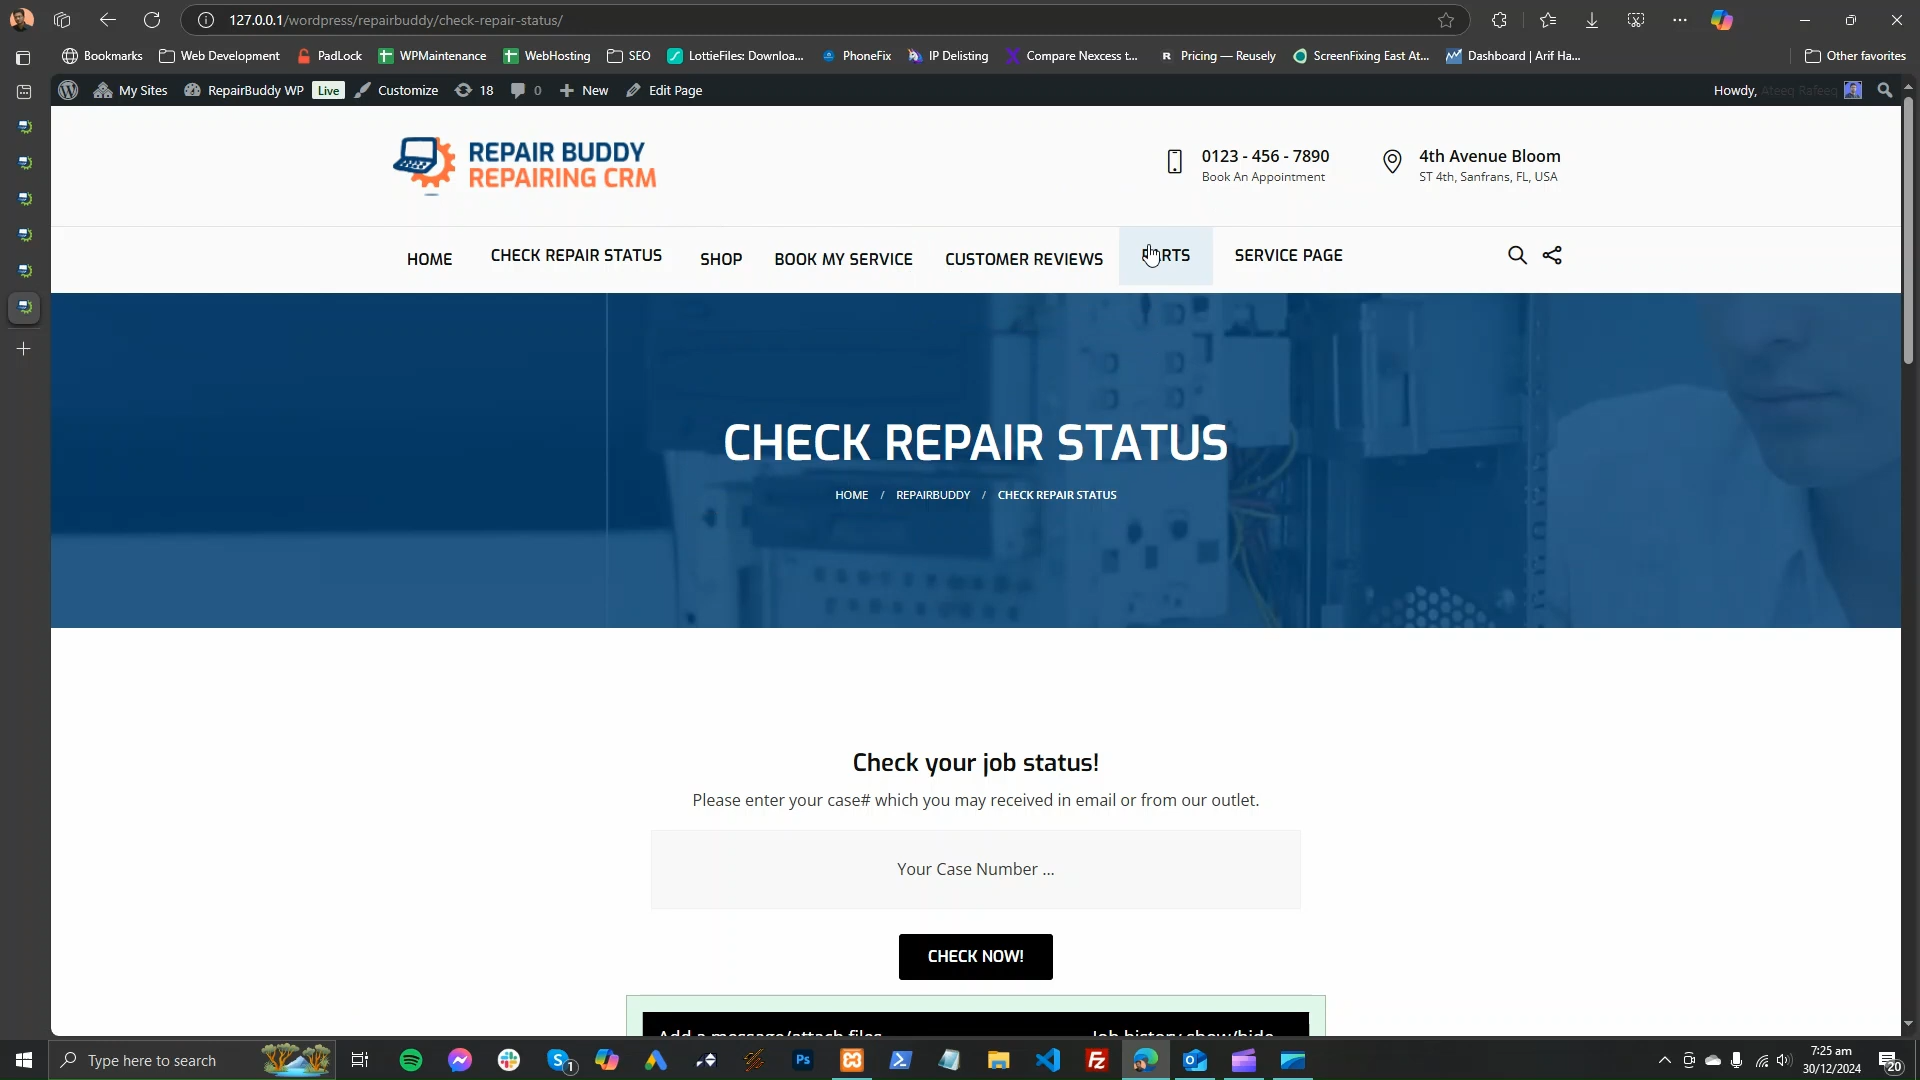 127.0.0.1/wordpress/repairbuddy/check-repair-status/
Bookmarks Web Development PadLock WPMaintenance WebHosting SEO LottieFiles: Downloa... PhoneFix IP Delisting Compare Nexcess t... Pricing — Reusely ScreenFixing East At... Dashboard | Arif Ha... Other favorites
My Sites RepairBuddy WP Live Customize 18 0 New Edit Page Howdy, Ateeq Rafeeq
REPAIR BUDDY
REPAIRING CRM
0123 - 456 - 7890
Book An Appointment
4th Avenue Bloom
ST 4th, Sanfrans, FL, USA
HOME CHECK REPAIR STATUS SHOP BOOK MY SERVICE CUSTOMER REVIEWS PARTS SERVICE PAGE
CHECK REPAIR STATUS
HOME / REPAIRBUDDY / CHECK REPAIR STATUS
Check your job status!
Please enter your case# which you may received in email or from our outlet.
Your Case Number ...
CHECK NOW!
Add a message/attach files Job history show/hide
Type here to search
Ps
1
7:25 am
30/12/2024
20